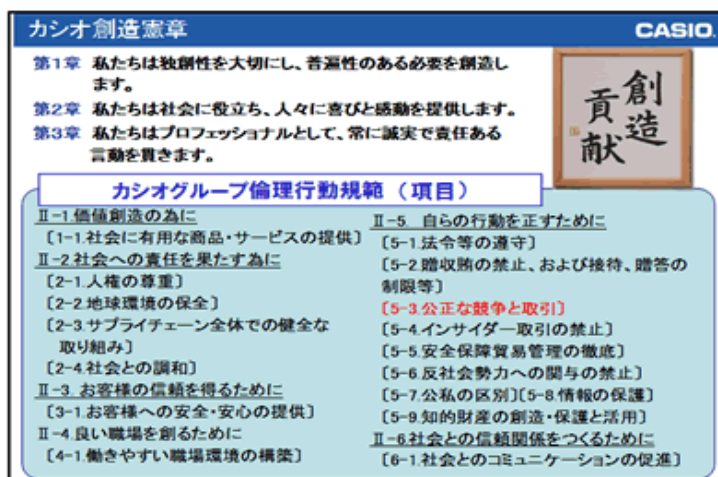 カシオ創造憲章
CASIO.
第1章 私たちは独創性を大切にし、普遍性のある必要を創造し
ます。
第2章 私たちは社会に役立ち、人々に喜びと感動を提供します。
第3章 私たちはプロフェッショナルとして、常に誠実で責任ある
言動を貫きます。
創造
貢献
カシオグループ倫理行動規範（項目）
Ⅱ-1.価値創造の為に
〔1-1.社会に有用な商品・サービスの提供〕
Ⅱ-2.社会への責任を果たす為に
〔2-1.人権の尊重〕
〔2-2.地球環境の保全〕
〔2-3.サプライチェーン全体での健全な
取り組み〕
〔2-4.社会との調和〕
Ⅱ-3. お客様の信頼を得るために
〔3-1.お客様への安全・安心の提供〕
Ⅱ-4.良い職場を創るために
〔4-1.働きやすい職場環境の構築〕
Ⅱ-5. 自らの行動を正すために
〔5-1.法令等の遵守〕
〔5-2.贈収賄の禁止、および接待、贈答の
制限等〕
〔5-3.公正な競争と取引〕
〔5-4.インサイダー取引の禁止〕
〔5-5.安全保障貿易管理の徹底〕
〔5-6.反社会勢力への関与の禁止〕
〔5-7.公私の区別〕〔5-8.情報の保護〕
〔5-9.知的財産の創造・保護と活用〕
Ⅱ-6.社会との信頼関係をつくるために
〔6-1.社会とのコミュニケーションの促進〕